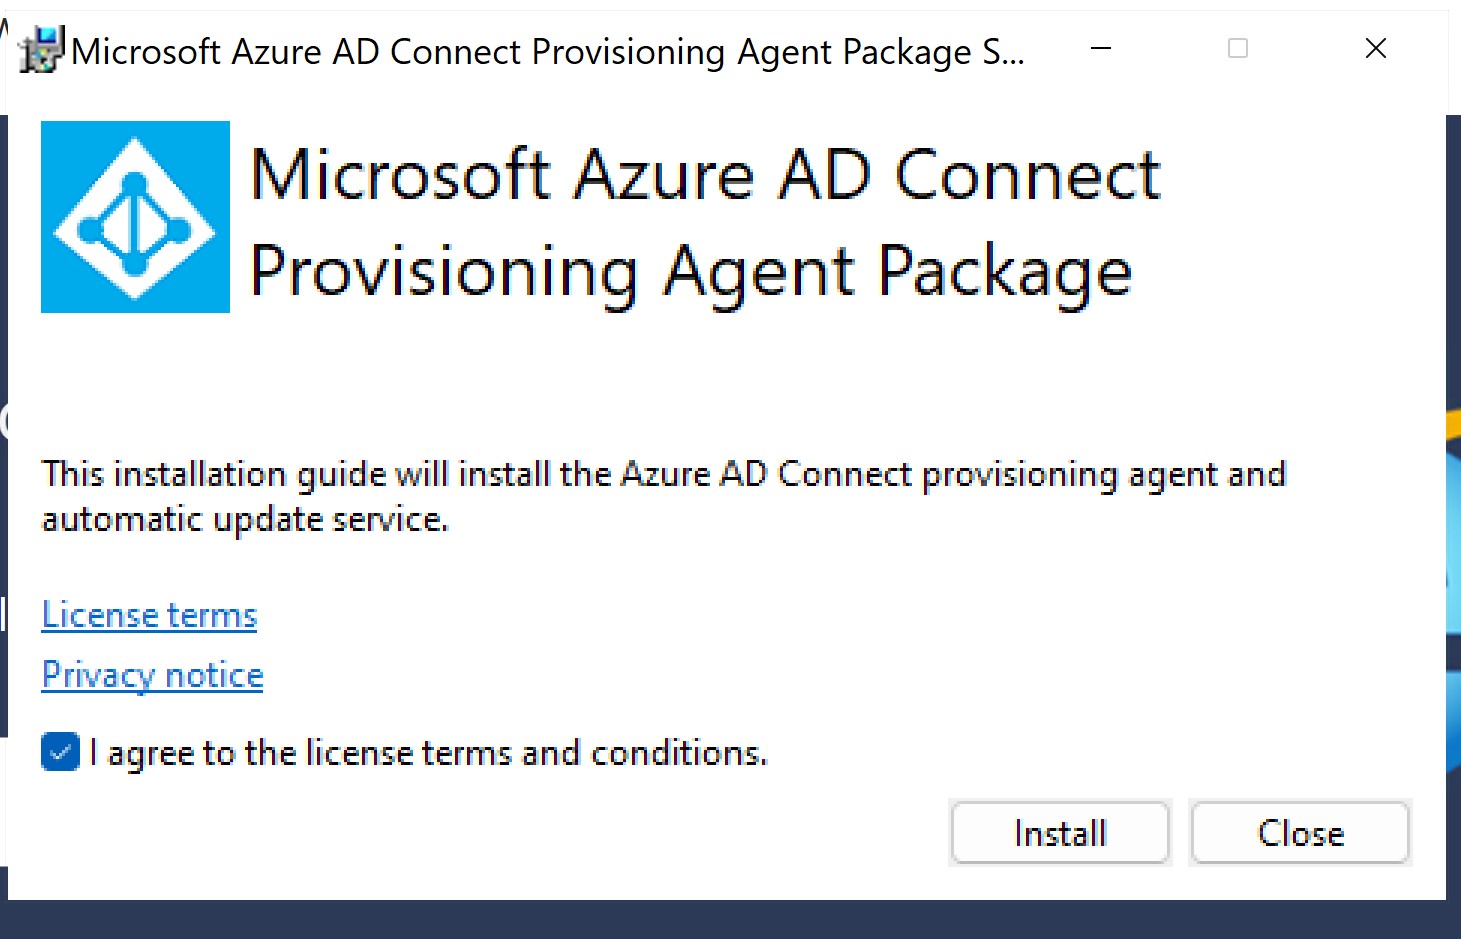 Microsoft Azure AD Connect Provisioning Agent Package S...
Microsoft Azure AD Connect
Provisioning Agent Package
This installation guide will install the Azure AD Connect provisioning agent and
automatic update service.
License terms
Privacy notice
I agree to the license terms and conditions.
Install
Close